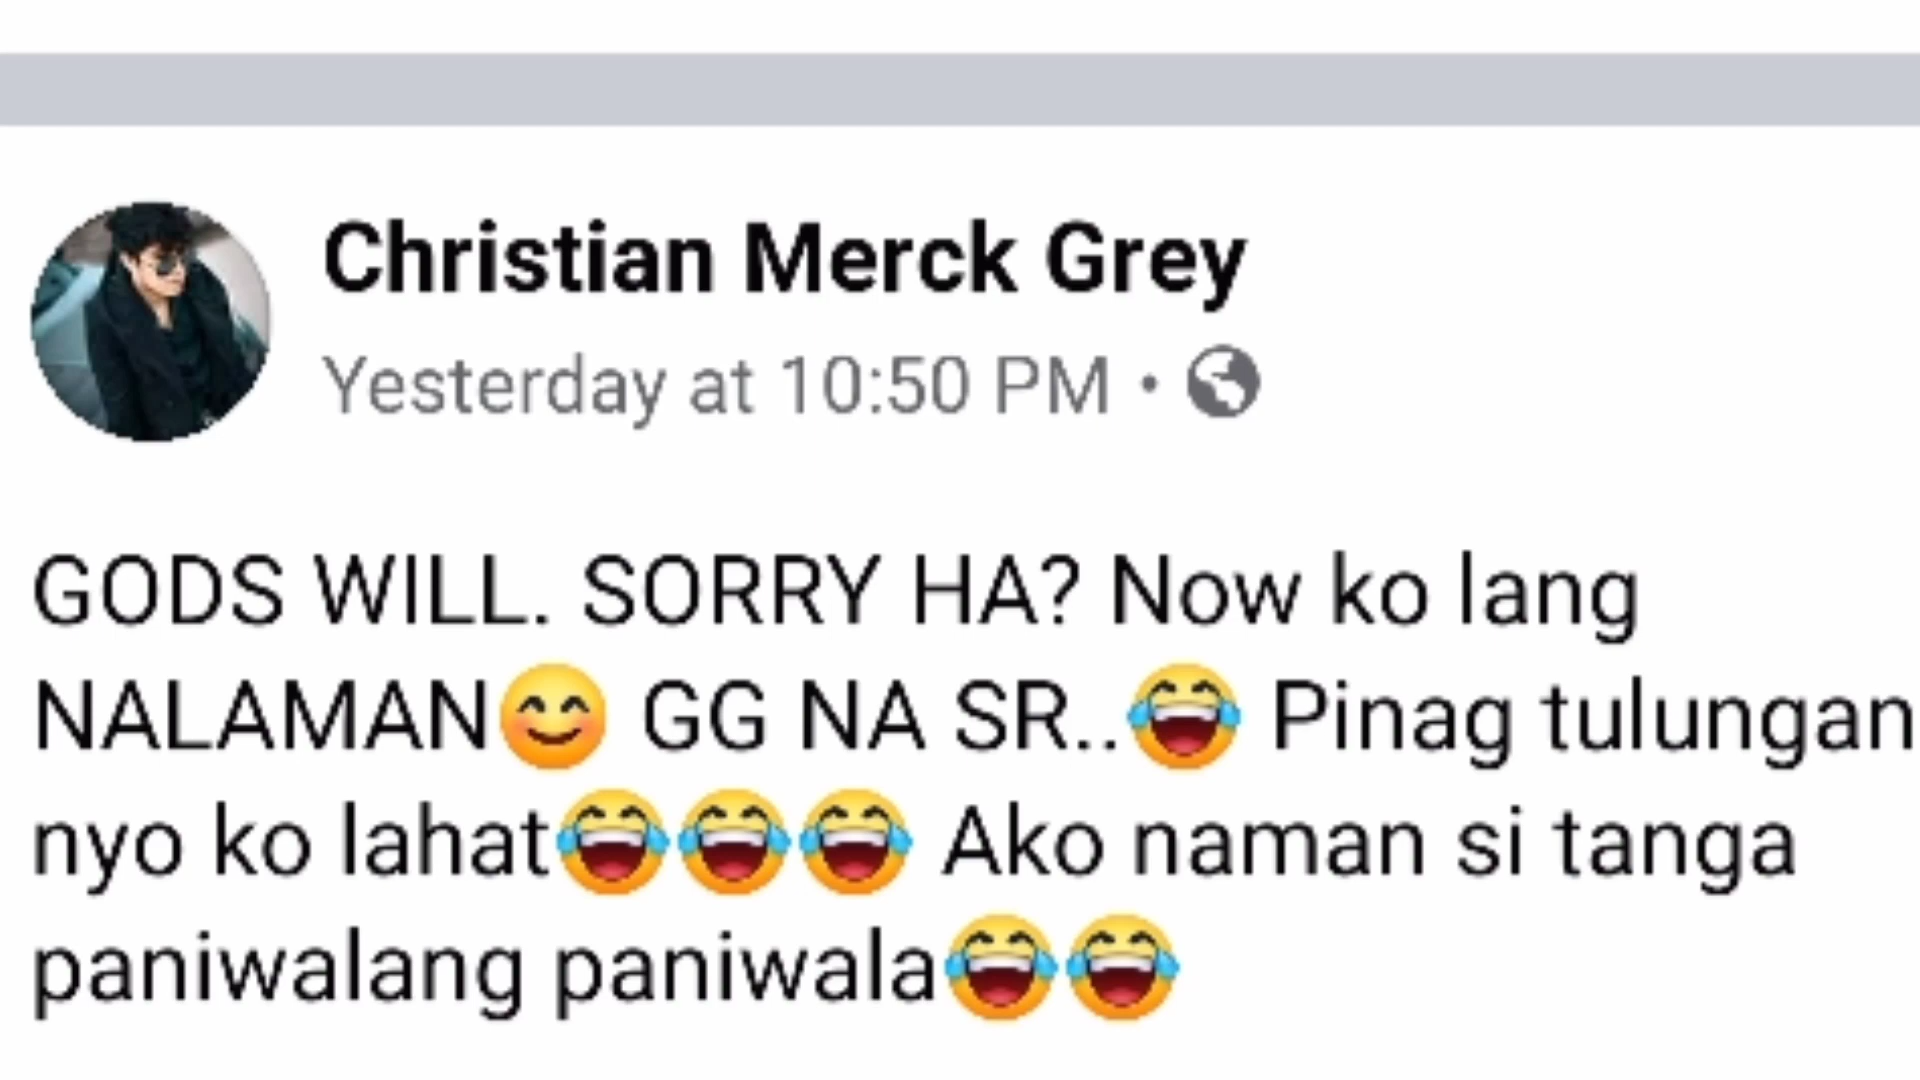 Christian Merck Grey
Yesterday at 10:50 PM •
GODS WILL. SORRY HA? Now ko lang
NALAMAN😊 GG NA SR..😂 Pinag tulungan
nyo ko lahat😂😂😂 Ako naman si tanga
paniwalang paniwala😂😂